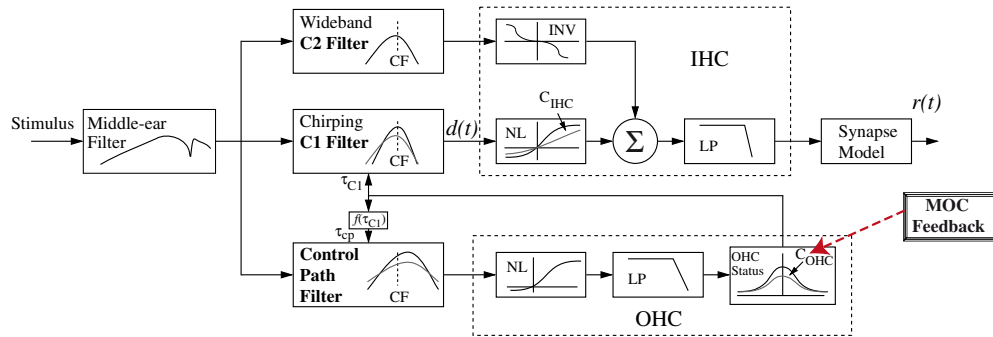 Wideband
C2 Filter
CF
INV
IHC
Stimulus
Middle-ear
Filter
Chirping
C1 Filter
CF
d(t)
NL
C_IHC
Σ
LP
Synapse
Model
r(t)
τ_C1
f(τ_C1)
τ_cp
MOC
Feedback
Control
Path
Filter
CF
NL
LP
OHC
Status
C_OHC
OHC